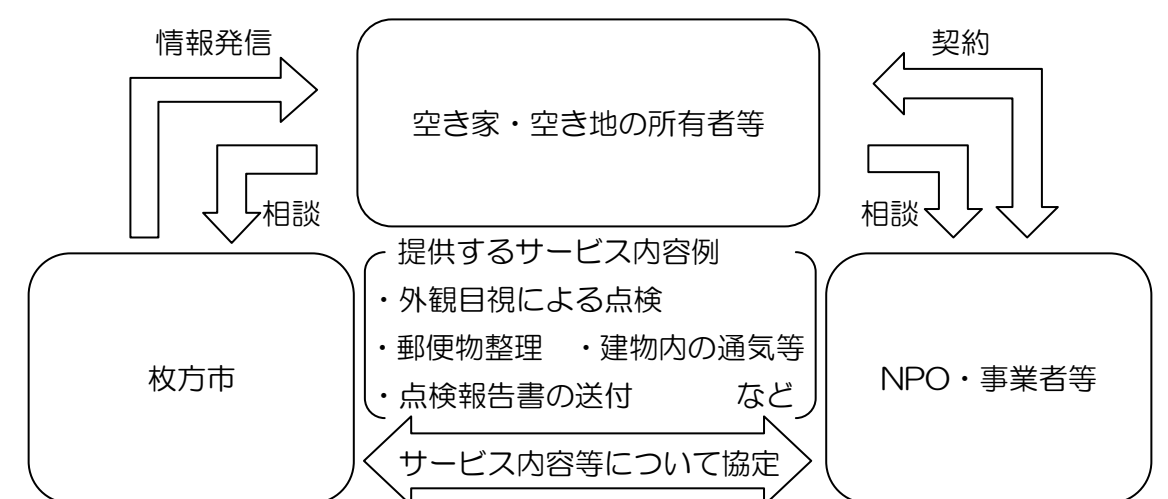 情報発信
契約
空き家・空き地の所有者等
相談
相談
提供するサービス内容例
・外観目視による点検
・郵便物整理　・建物内の通気等
・点検報告書の送付　など
枚方市
NPO・事業者等
サービス内容等について協定